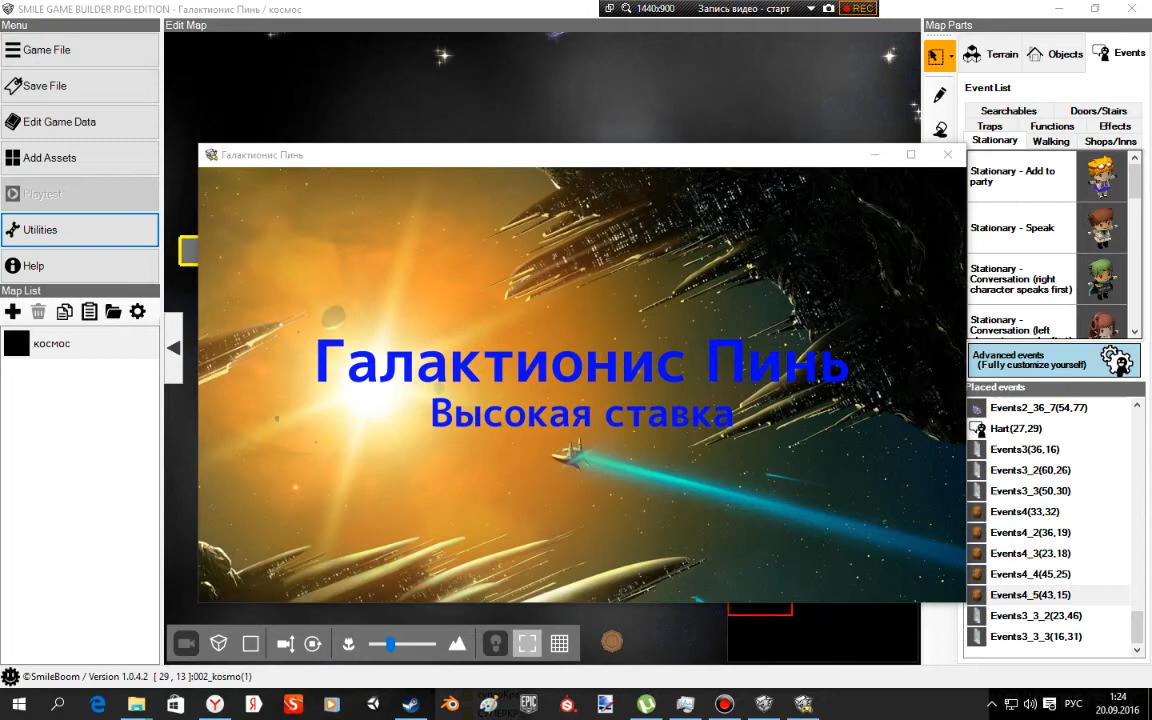 SMILE GAME BUILDER RPG EDITION - Галактионис Пинь / космос
1440x900
Запись видео - старт
REC
Menu
Edit Map
Map Parts
Game File
Save File
Edit Game Data
Add Assets
Playtest
Utilities
Help
Map List
космос
Terrain
Objects
Events
Event List
Searchables
Doors/Stairs
Traps
Functions
Effects
Stationary
Walking
Shops/Inns
Stationary - Add to
party
Stationary - Speak
Stationary -
Conversation (right
character speaks first)
Stationary -
Conversation (left
Advanced events
(Fully customize yourself)
Placed events
Events2_36_7(54,77)
Hart(27,29)
Events3(36,16)
Events3_2(60,26)
Events3_3(50,30)
Events4(33,32)
Events4_2(36,19)
Events4_3(23,18)
Events4_4(45,25)
Events4_5(43,15)
Events3_3_2(23,46)
Events3_3_3(16,31)
Галактионис Пинь
Галактионис Пинь
Высокая ставка
©SmileBoom / Version 1.0.4.2 [ 29 , 13 ]:002_kosmo(1)
EPIC
GAMES
РУС
1:24
20.09.2016